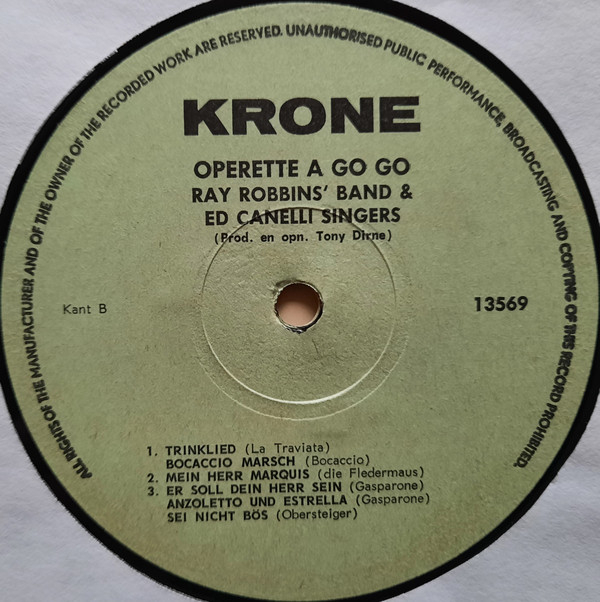 ALL RIGHTS OF THE MANUFACTURER AND OF THE OWNER OF THE RECORDED WORK ARE RESERVED. UNAUTHORISED PUBLIC PERFORMANCE, BROADCASTING AND COPYING OF THIS RECORD PROHIBITED.
KRONE
OPERETTE A GO GO
RAY ROBBINS' BAND &
ED CANELLI SINGERS
(Prod. en opn. Tony Dirne)
Kant B
13569
1. TRINKLIED (La Traviata)
BOCACCIO MARSCH (Bocaccio)
2. MEIN HERR MARQUIS (die Fledermaus)
3. ER SOLL DEIN HERR SEIN (Gasparone)
ANZOLETTO UND ESTRELLA (Gasparone)
SEI NICHT BÖS (Obersteiger)